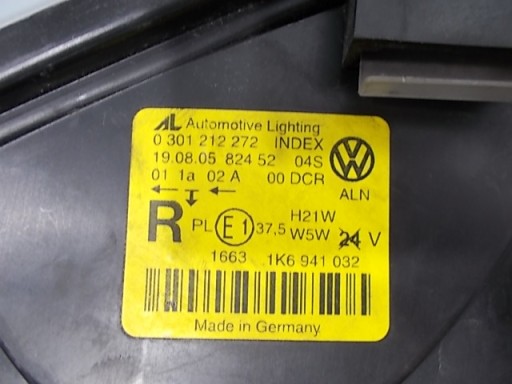 AL Automotive Lighting
0 301 212 272 INDEX
19.08.05 824 52 04S
01 1a 02 A 00 DCR
ALN
R PL E1 37,5 H21W
W5W 24 V
1663 1K6 941 032
Made in Germany